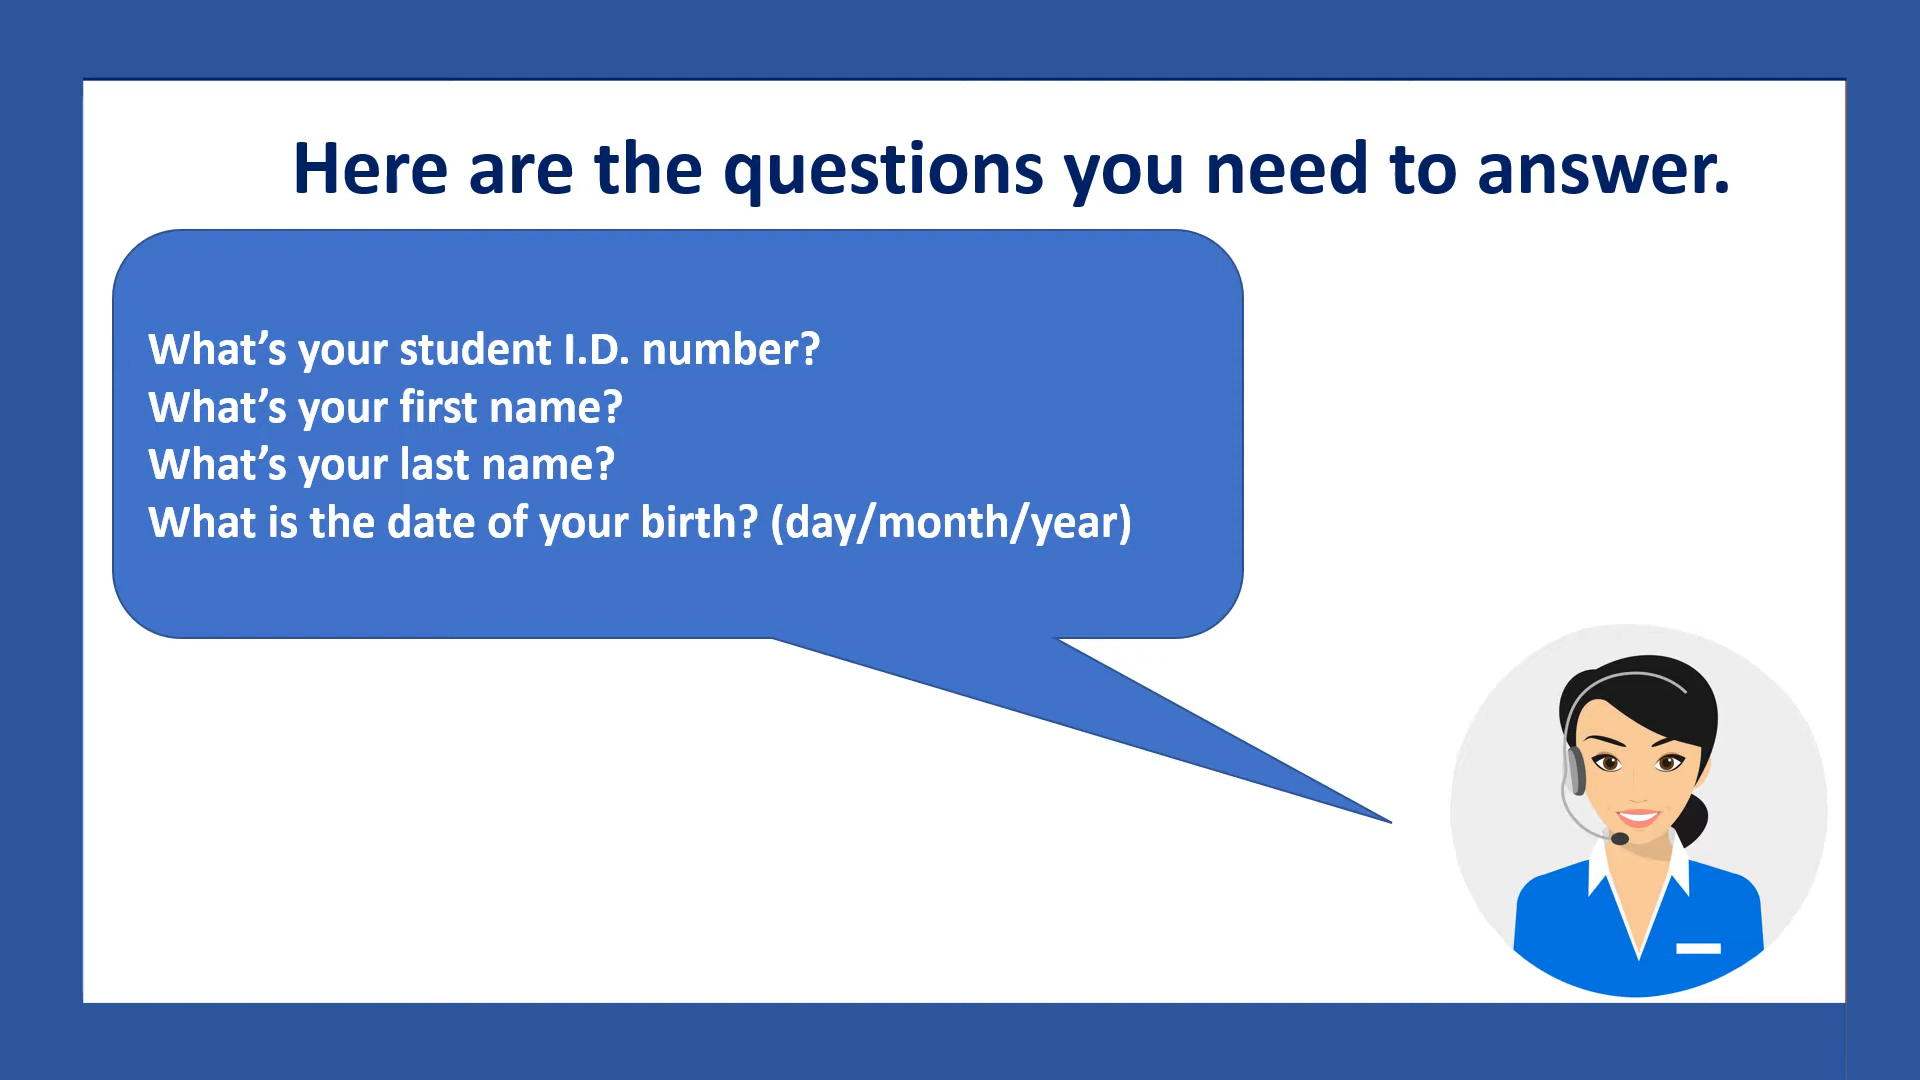 Here are the questions you need to answer.
What’s your student I.D. number?
What’s your first name?
What’s your last name?
What is the date of your birth? (day/month/year)